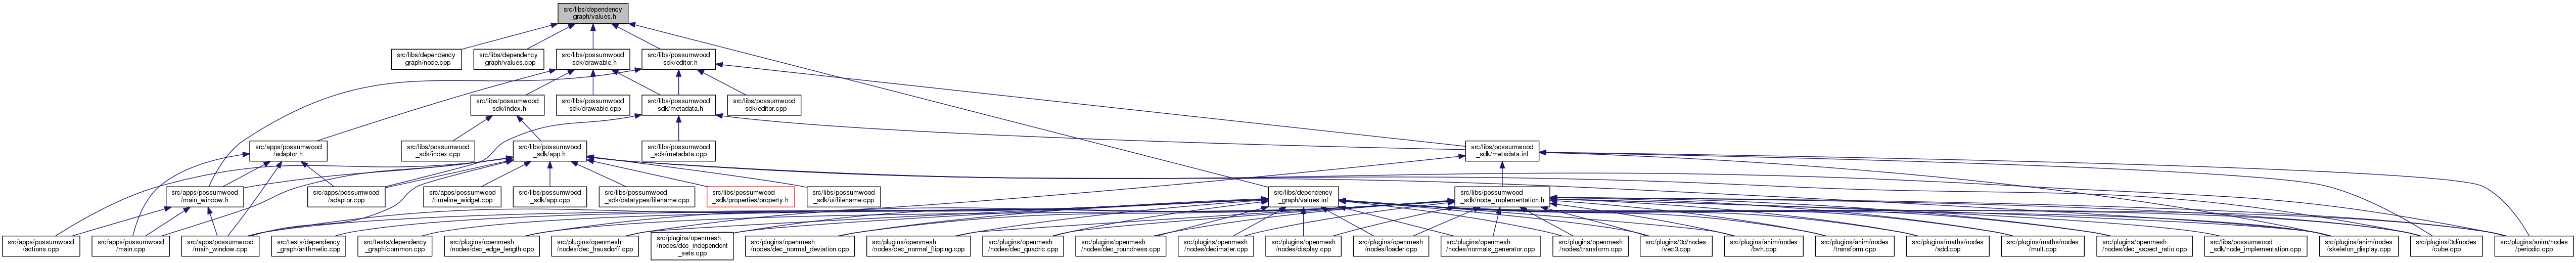 src/libs/dependency
_graph/values.h
src/libs/dependency
_graph/node.cpp
src/libs/dependency
_graph/values.cpp
src/libs/possumwood
_sdk/drawable.h
src/libs/possumwood
_sdk/editor.h
src/libs/possumwood
_sdk/index.h
src/libs/possumwood
_sdk/drawable.cpp
src/libs/possumwood
_sdk/metadata.h
src/libs/possumwood
_sdk/editor.cpp
src/apps/possumwood
/adaptor.h
src/libs/possumwood
_sdk/index.cpp
src/libs/possumwood
_sdk/app.h
src/libs/possumwood
_sdk/metadata.cpp
src/libs/possumwood
_sdk/metadata.inl
src/apps/possumwood
/main_window.h
src/apps/possumwood
/adaptor.cpp
src/apps/possumwood
/timeline_widget.cpp
src/libs/possumwood
_sdk/app.cpp
src/libs/possumwood
_sdk/datatypes/filename.cpp
src/libs/possumwood
_sdk/properties/property.h
src/libs/possumwood
_sdk/ui/filename.cpp
src/libs/dependency
_graph/values.inl
src/libs/possumwood
_sdk/node_implementation.h
src/apps/possumwood
/actions.cpp
src/apps/possumwood
/main.cpp
src/apps/possumwood
/main_window.cpp
src/tests/dependency
_graph/arithmetic.cpp
src/tests/dependency
_graph/common.cpp
src/plugins/openmesh
/nodes/dec_edge_length.cpp
src/plugins/openmesh
/nodes/dec_hausdorff.cpp
src/plugins/openmesh
/nodes/dec_independent
_sets.cpp
src/plugins/openmesh
/nodes/dec_normal_deviation.cpp
src/plugins/openmesh
/nodes/dec_normal_flipping.cpp
src/plugins/openmesh
/nodes/dec_quadric.cpp
src/plugins/openmesh
/nodes/dec_roundness.cpp
src/plugins/openmesh
/nodes/decimater.cpp
src/plugins/openmesh
/nodes/display.cpp
src/plugins/openmesh
/nodes/loader.cpp
src/plugins/openmesh
/nodes/normals_generator.cpp
src/plugins/openmesh
/nodes/transform.cpp
src/plugins/3d/nodes
/vec3.cpp
src/plugins/anim/nodes
/bvh.cpp
src/plugins/anim/nodes
/transform.cpp
src/plugins/maths/nodes
/add.cpp
src/plugins/maths/nodes
/mult.cpp
src/plugins/openmesh
/nodes/dec_aspect_ratio.cpp
src/libs/possumwood
_sdk/node_implementation.cpp
src/plugins/anim/nodes
/skeleton_display.cpp
src/plugins/3d/nodes
/cube.cpp
src/plugins/anim/nodes
/periodic.cpp